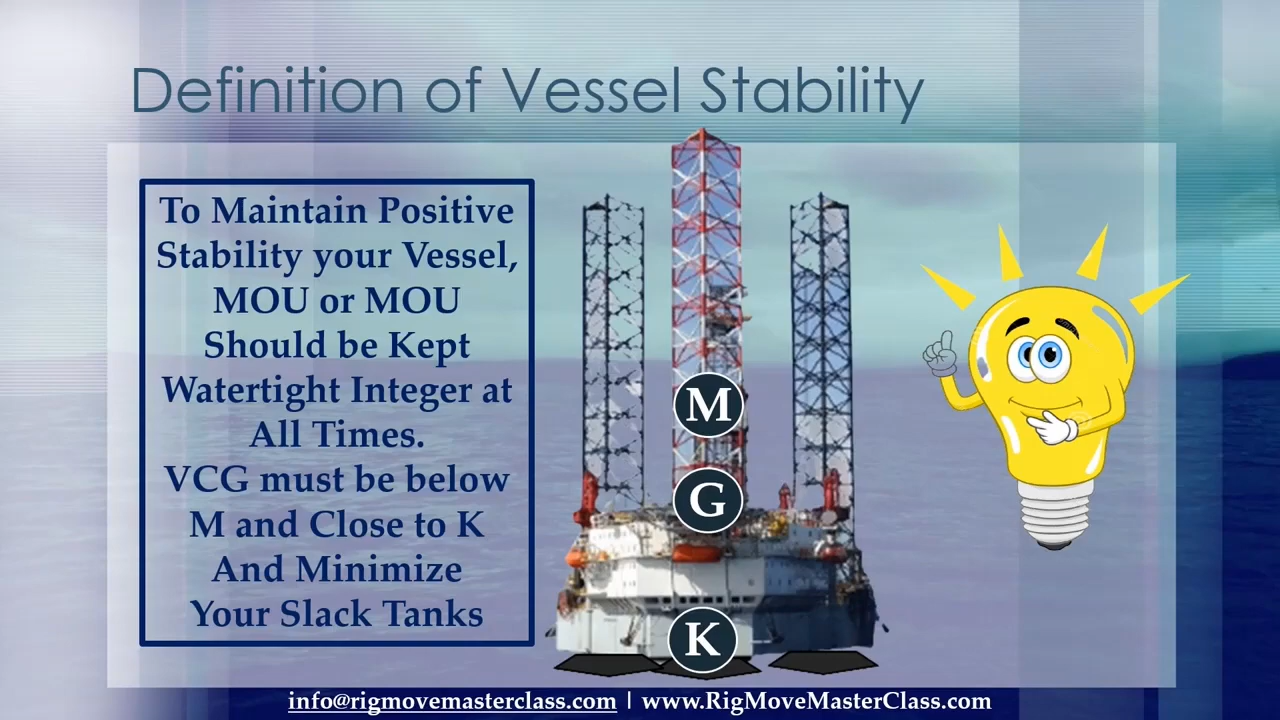 Definition of Vessel Stability
To Maintain Positive
Stability your Vessel,
MOU or MOU
Should be Kept
Watertight Integer at
All Times.
VCG must be below
M and Close to K
And Minimize
Your Slack Tanks
M
G
K
info@rigmovemasterclass.com | www.RigMoveMasterClass.com